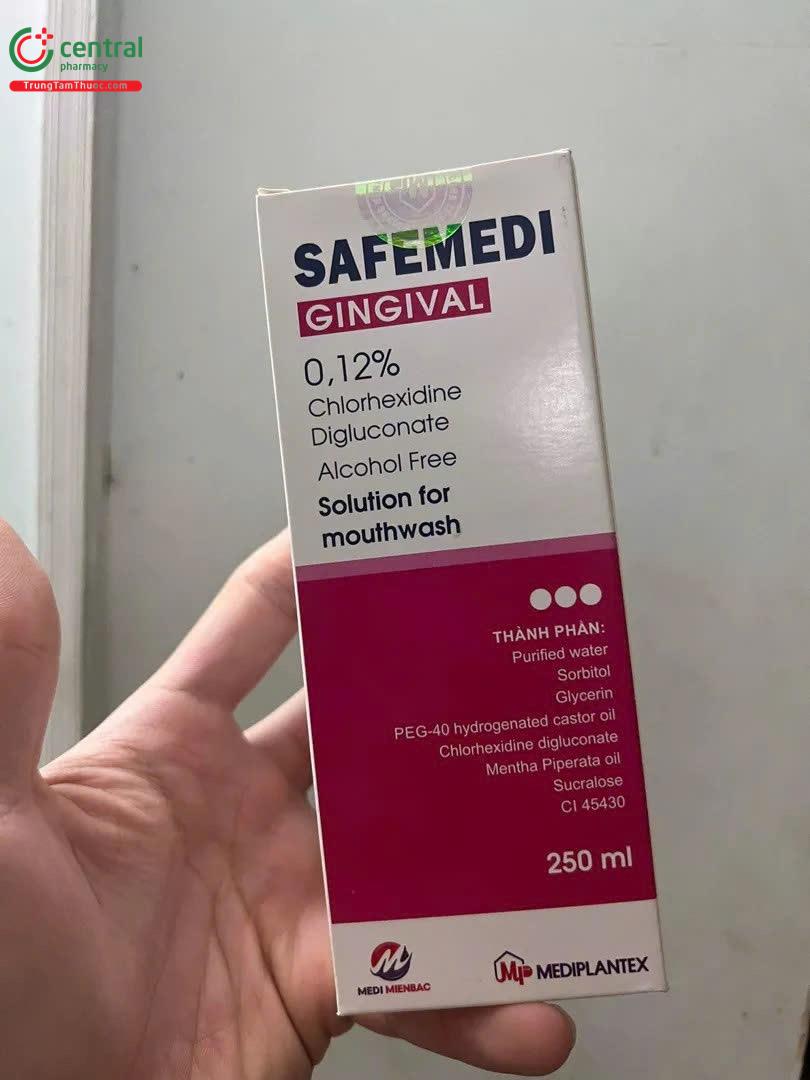 central
pharmacy
TrungTamThuoc.com
SAFEMEDI
GINGIVAL
0,12%
Chlorhexidine
Digluconate
Alcohol Free
Solution for
mouthwash
THÀNH PHẦN:
Purified water
Sorbitol
Glycerin
PEG-40 hydrogenated castor oil
Chlorhexidine digluconate
Mentha Piperata oil
Sucralose
CI 45430
250 ml
MEDI MIENBAC
MP MEDIPLANTEX